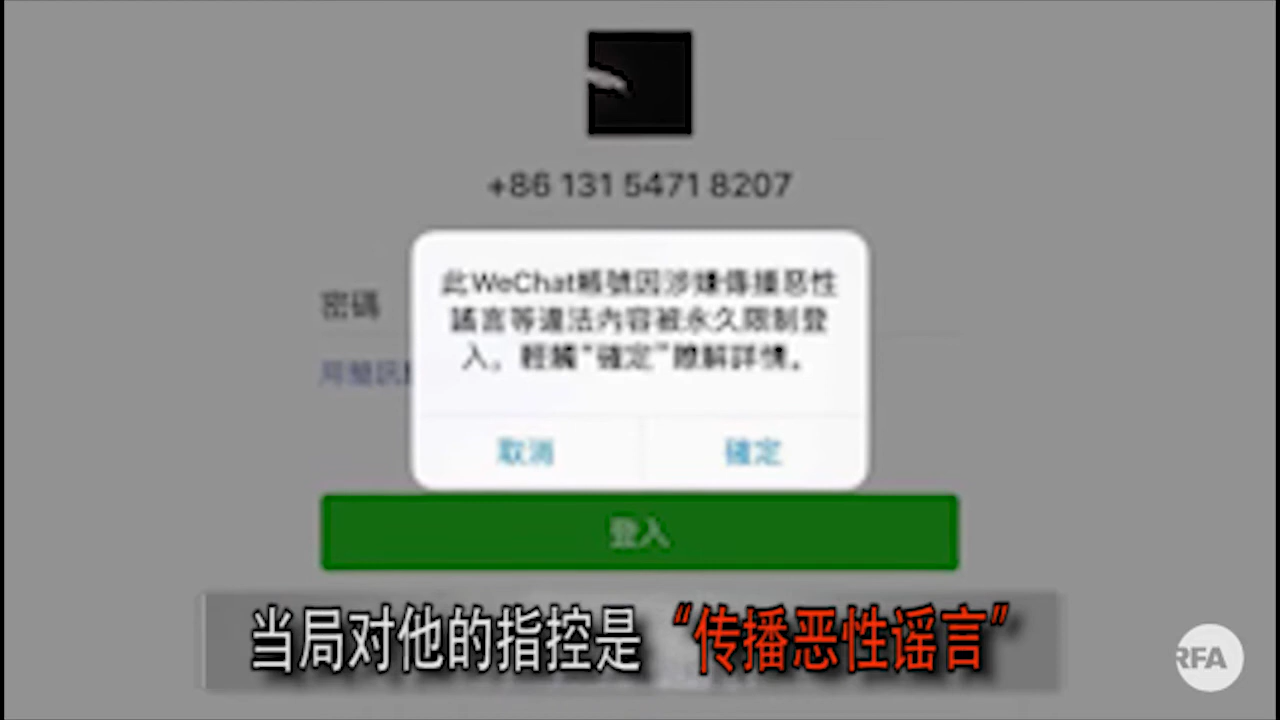 +86 131 5471 8207
此WeChat帳號因涉嫌傳播惡性
謠言等違法內容被永久限制登
入，輕觸“確定”瞭解詳情。
密碼
用簡訊
取消
確定
登入
当局对他的指控是“传播恶性谣言”
RFA